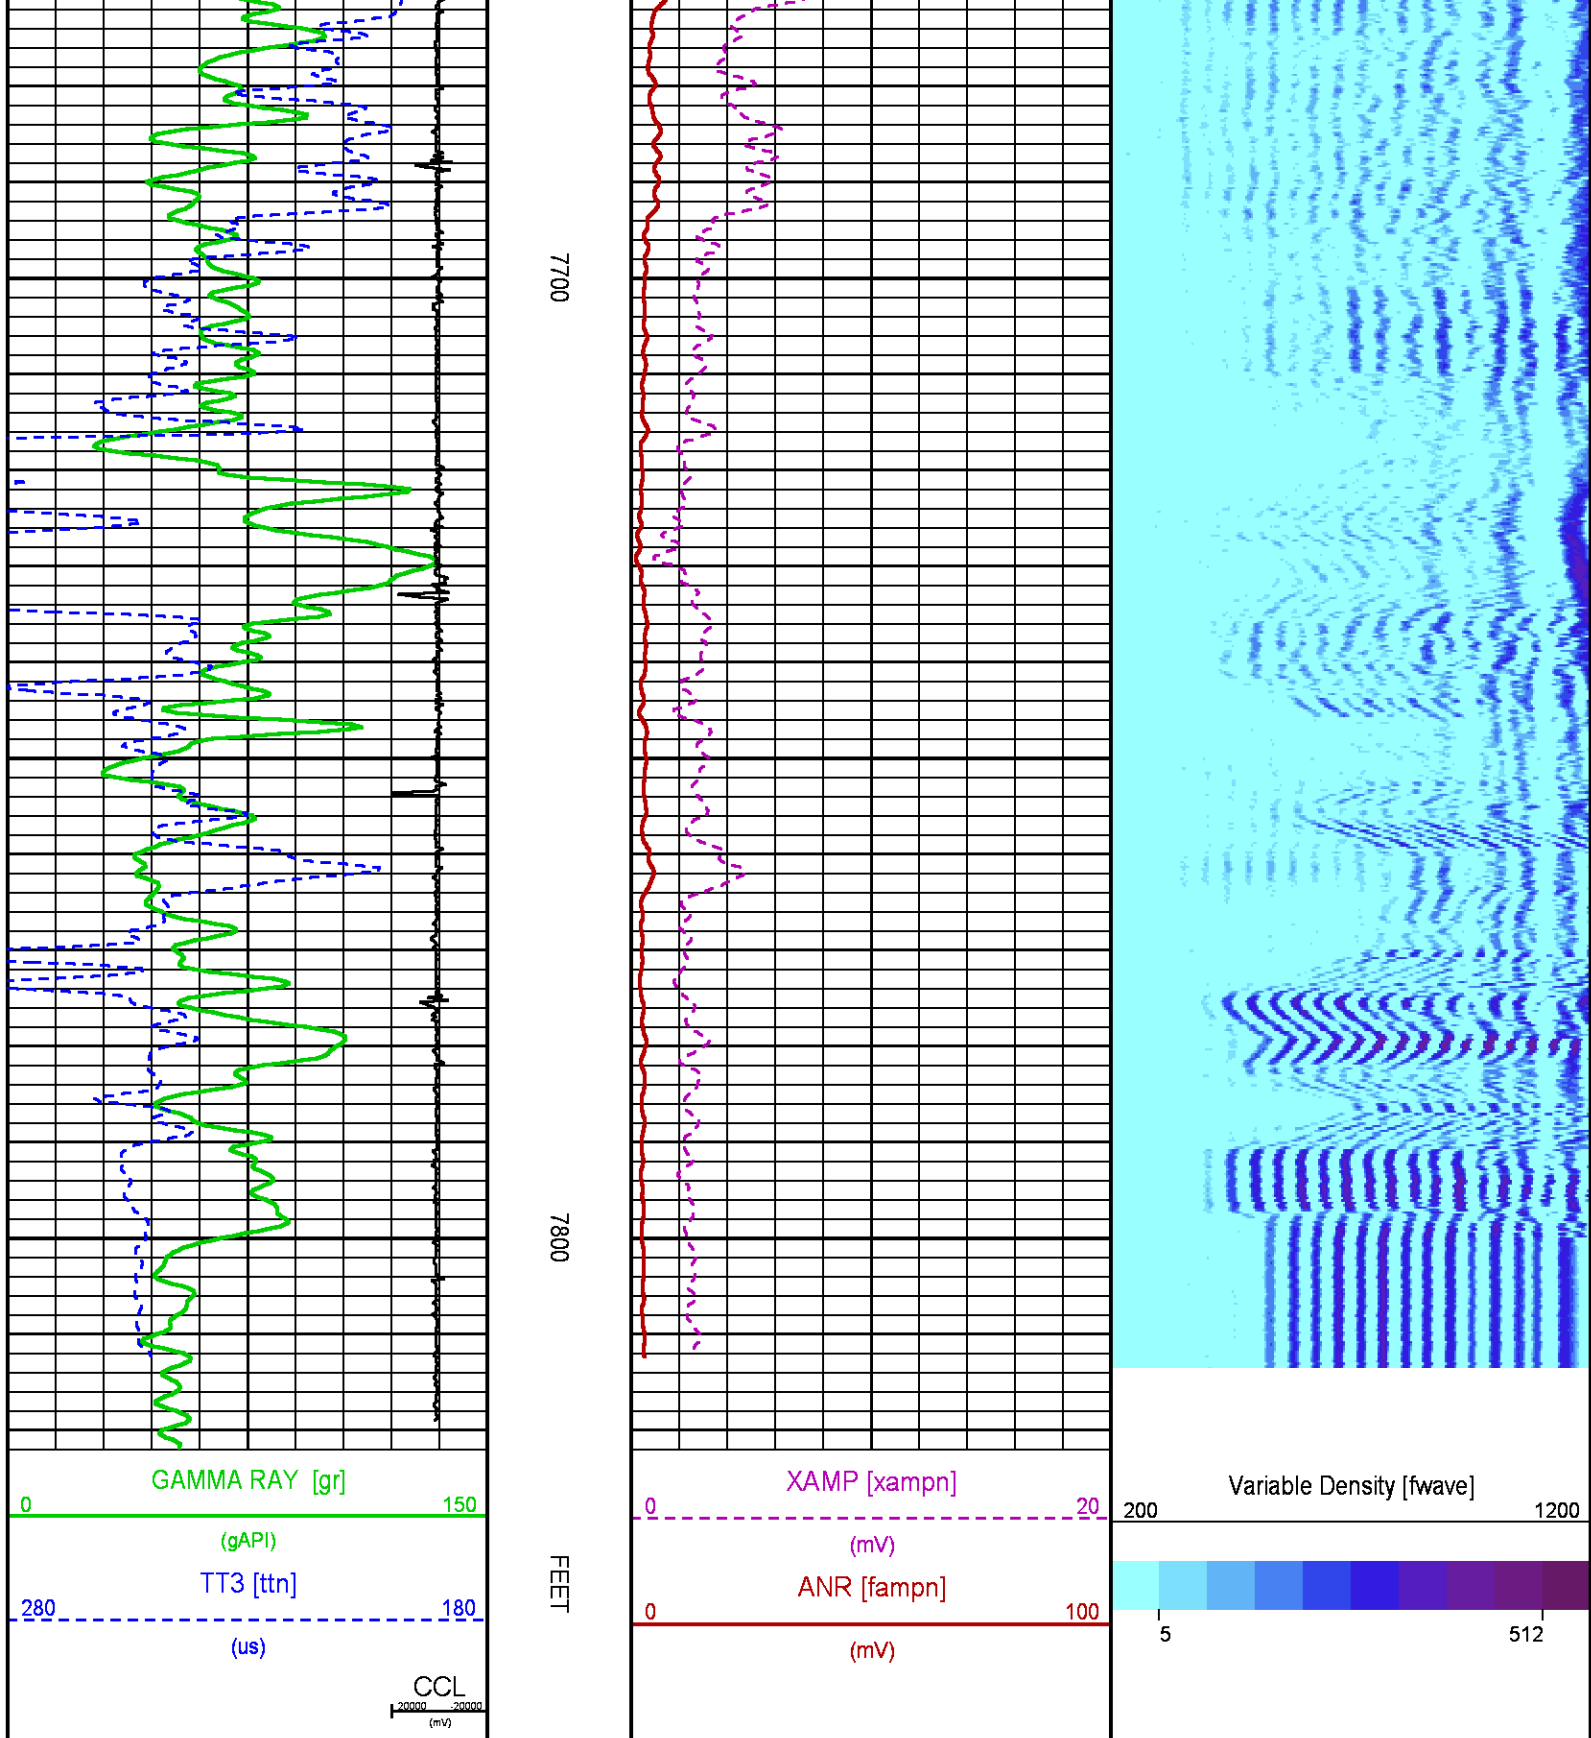 7700
7800
FEET
GAMMA RAY [gr]
0 150
(gAPI)
TT3 [ttn]
280 180
(us)
CCL
20000 -20000
(mV)
XAMP [xampn]
0 20
(mV)
ANR [fampn]
0 100
(mV)
Variable Density [fwave]
200 1200
5 512